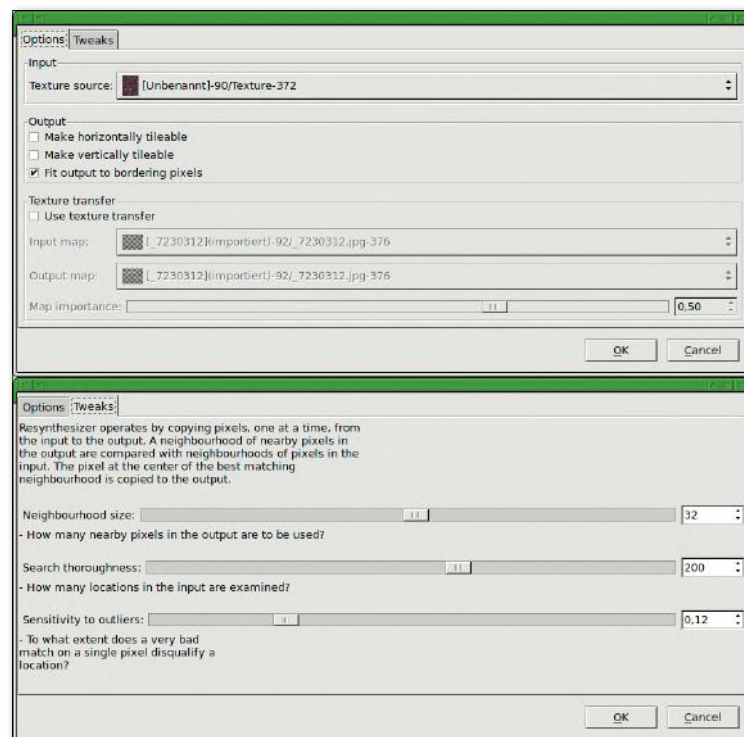 Options Tweaks
Input
Texture source: [Unbenannt]-90/Texture-372
Output
Make horizontally tileable
Make vertically tileable
Fit output to bordering pixels
Texture transfer
Use texture transfer
Input map: [_7230312](importiert)-92/_7230312.jpg-376
Output map: [_7230312](importiert)-92/_7230312.jpg-376
Map importance: 0,50
OK Cancel
Options Tweaks
Resynthesizer operates by copying pixels, one at a time, from
the input to the output. A neighbourhood of nearby pixels in
the output are compared with neighbourhoods of pixels in the
input. The pixel at the center of the best matching
neighbourhood is copied to the output.
Neighbourhood size: 32
- How many nearby pixels in the output are to be used?
Search thoroughness: 200
- How many locations in the input are examined?
Sensitivity to outliers: 0,12
- To what extent does a very bad
match on a single pixel disqualify a
location?
OK Cancel